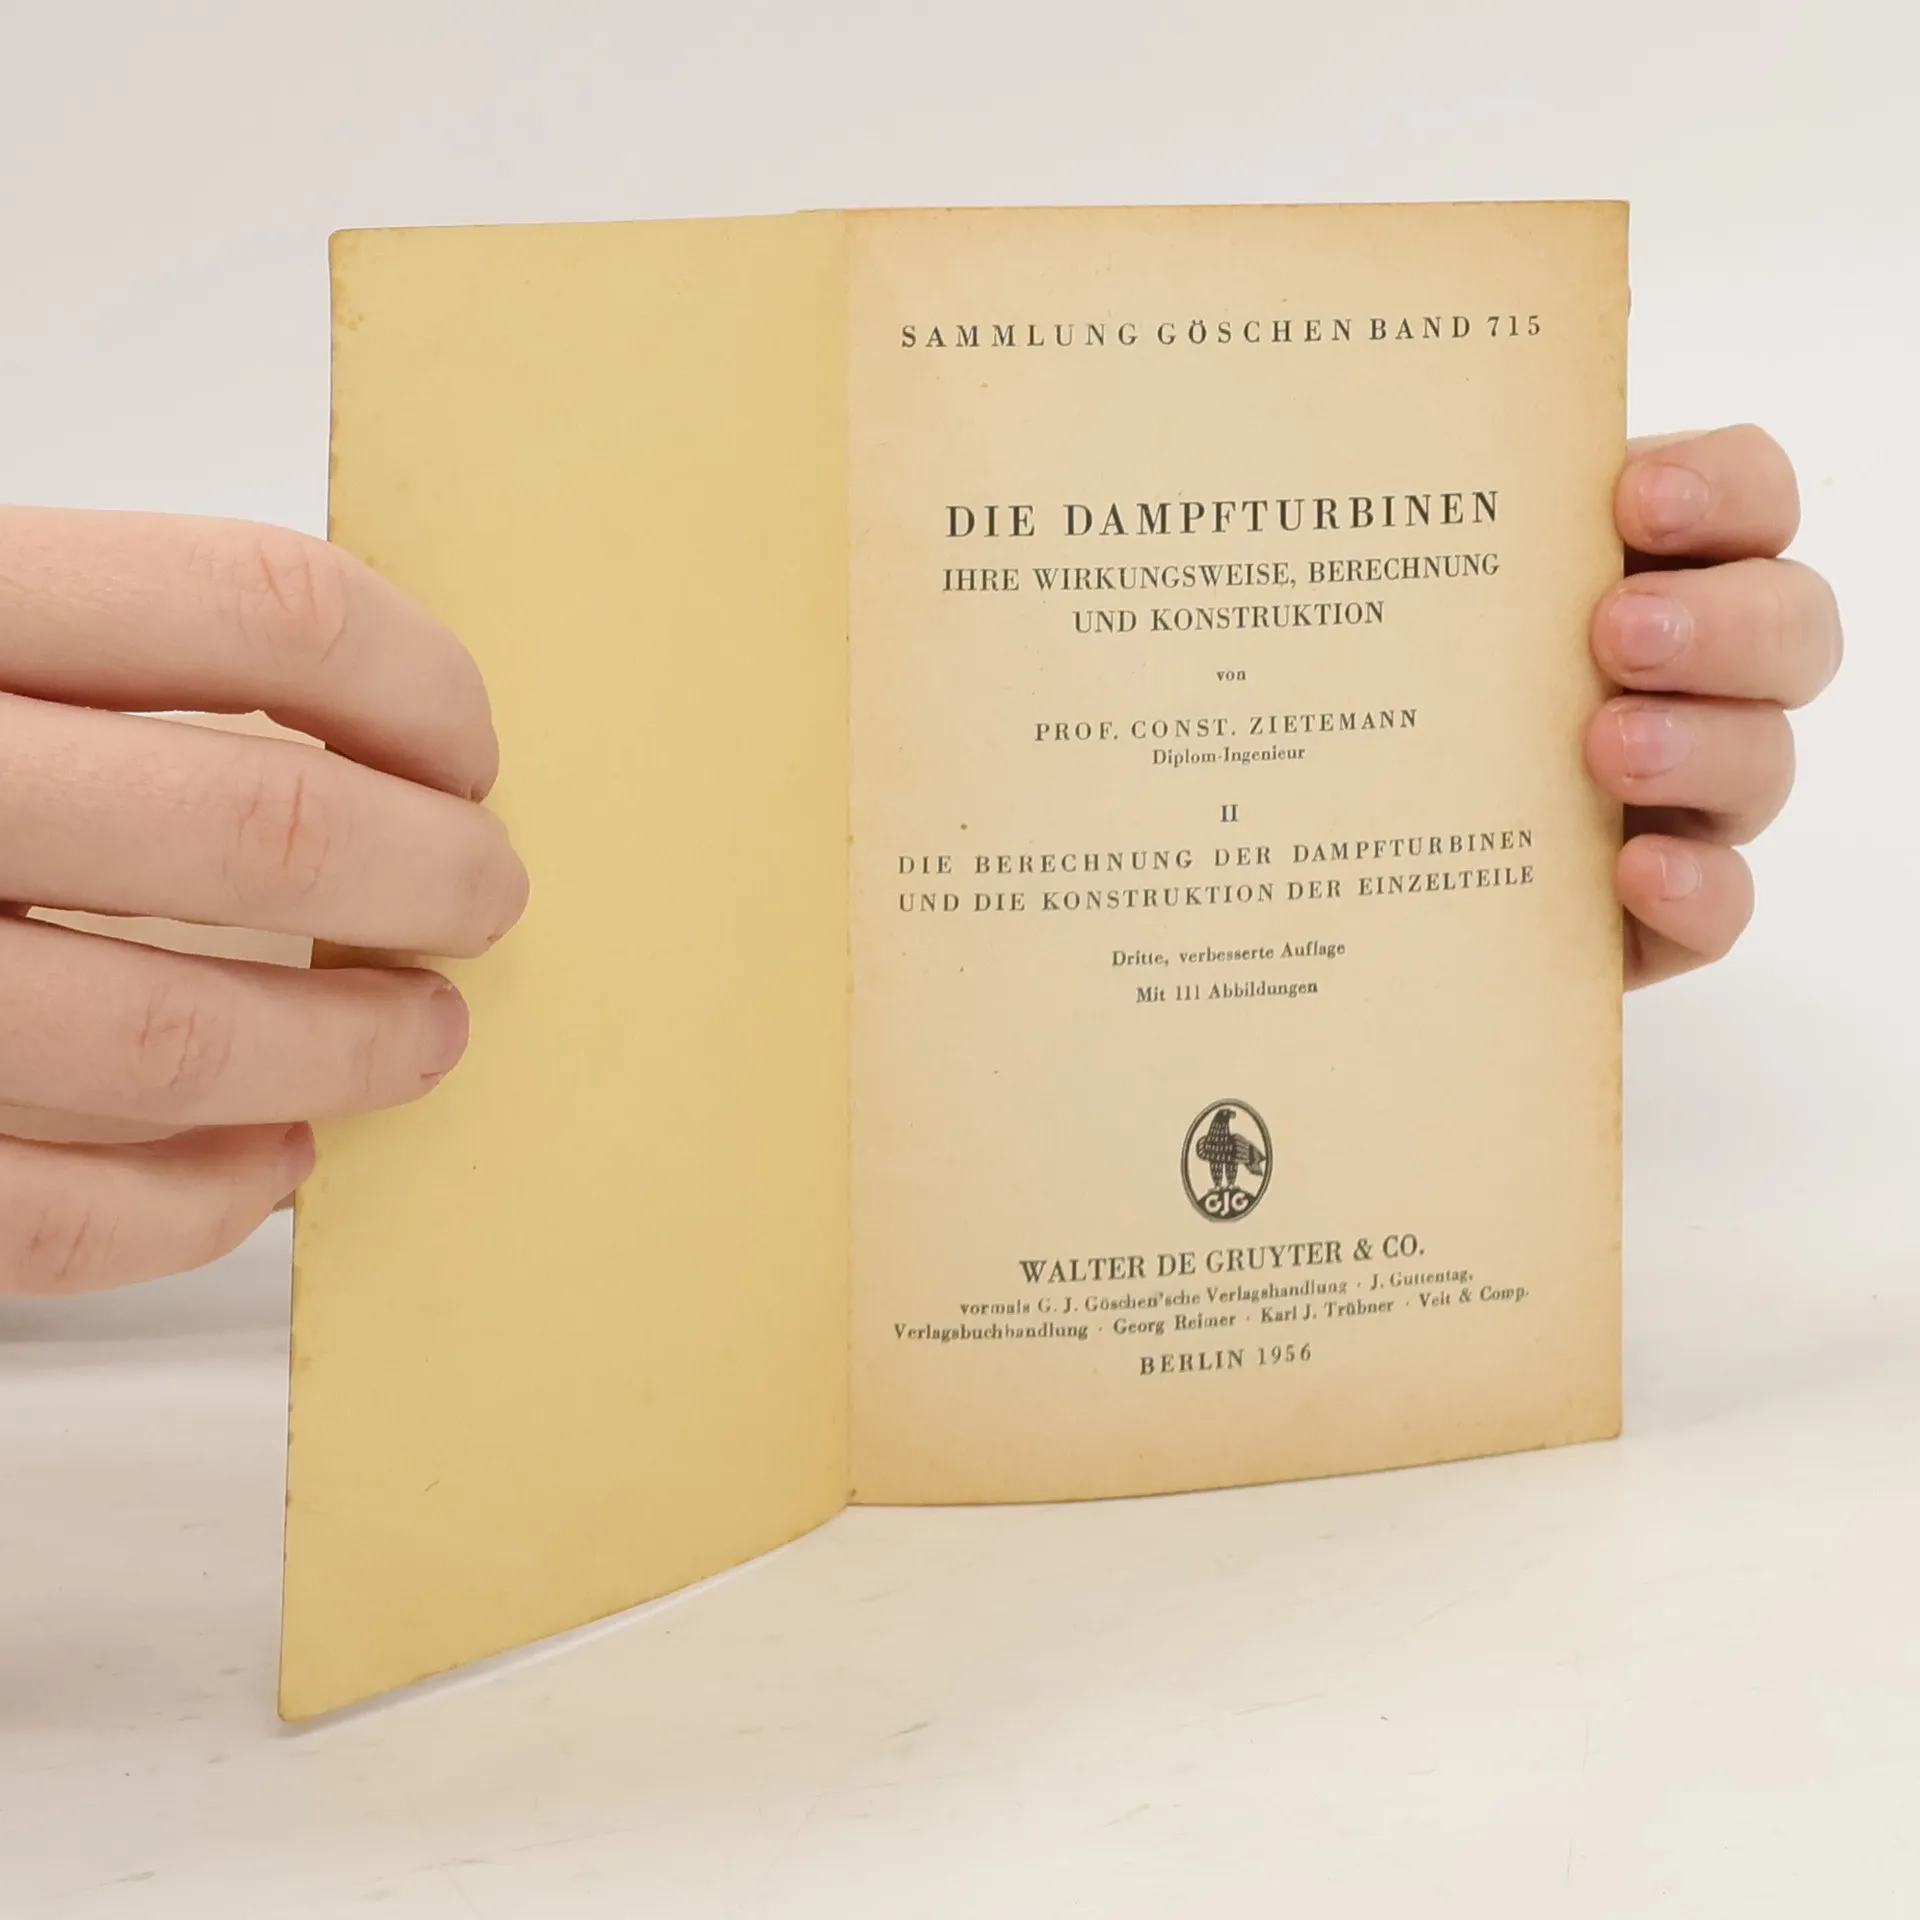 SAMMLUNG GÖSCHEN BAND 715
DIE DAMPFTURBINEN
IHRE WIRKUNGSWEISE, BERECHNUNG
UND KONSTRUKTION
von
PROF. CONST. ZIETEMANN
Diplom-Ingenieur
II
DIE BERECHNUNG DER DAMPFTURBINEN
UND DIE KONSTRUKTION DER EINZELTEILE
Dritte, verbesserte Auflage
Mit 111 Abbildungen
GJG
WALTER DE GRUYTER & CO.
vormals G. J. Göschen'sche Verlagshandlung · J. Guttentag,
Verlagsbuchhandlung · Georg Reimer · Karl J. Trübner · Veit & Comp.
BERLIN 1956